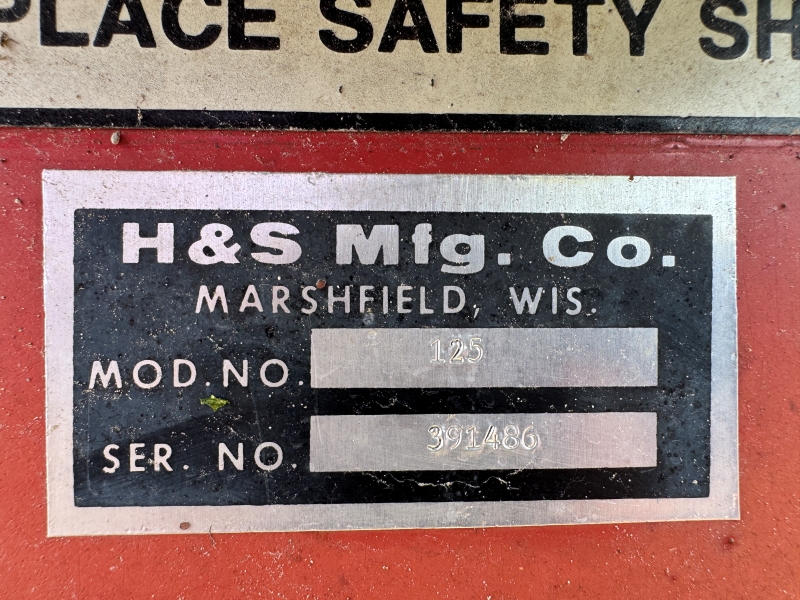 PLACE SAFETY SH
H&S Mfg. Co.
MARSHFIELD, WIS.
MOD. NO. 125
SER. NO. 391486